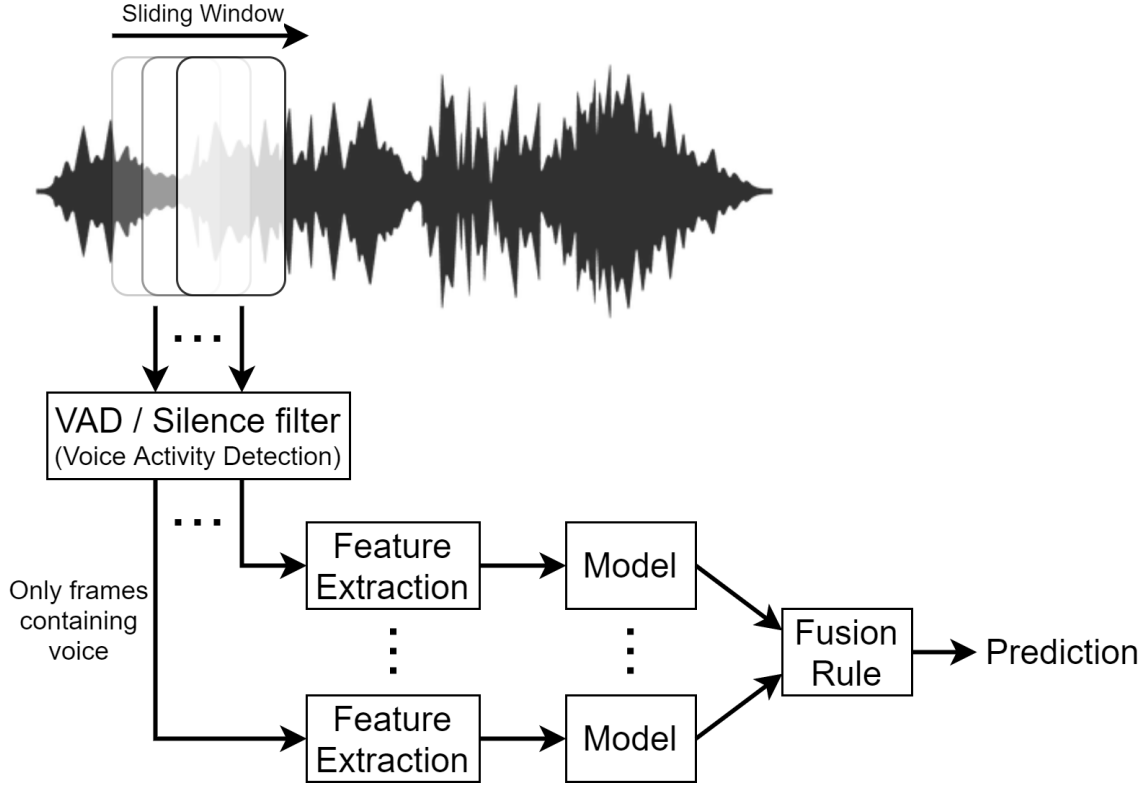 Sliding Window
VAD / Silence filter
(Voice Activity Detection)
Only frames
containing
voice
Feature
Extraction
Model
Feature
Extraction
Model
Fusion
Rule
Prediction